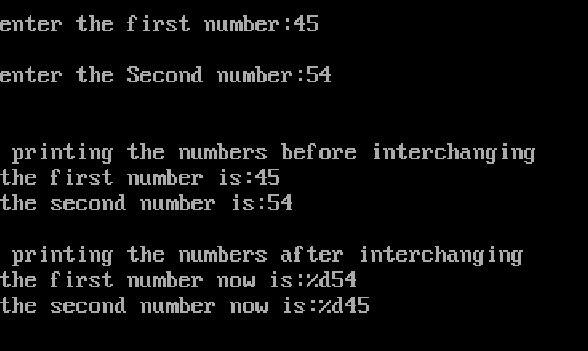 enter the first number:45
enter the Second number:54
printing the numbers before interchanging
the first number is:45
the second number is:54
printing the numbers after interchanging
the first number now is:%d54
the second number now is:%d45